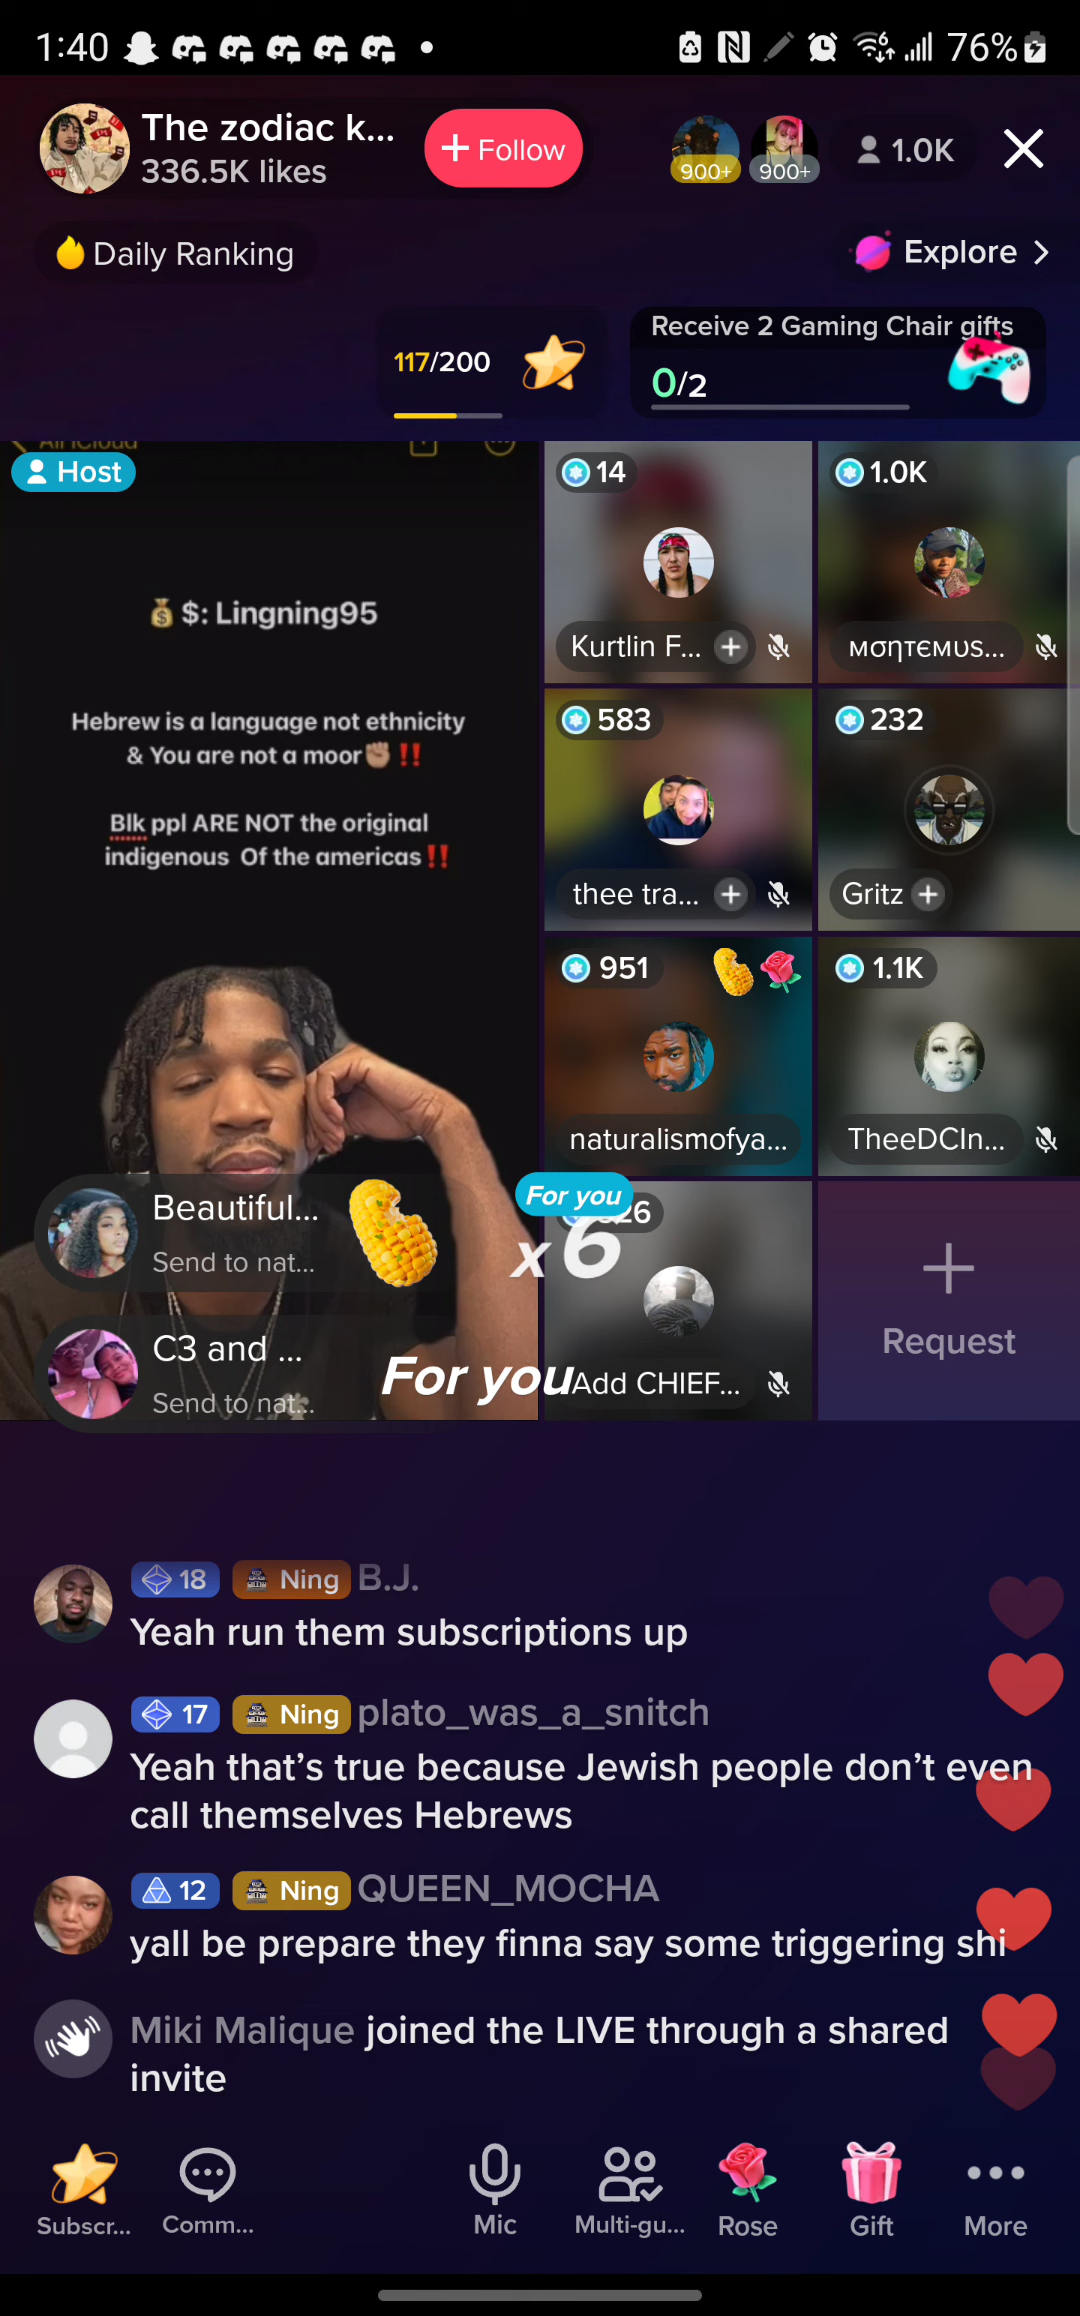 1:40
76%
The zodiac k...
336.5K likes
+ Follow
900+
900+
1.0K
Daily Ranking
Explore >
117/200
Receive 2 Gaming Chair gifts
0/2
All iCloud
Host
$: Lingning95
Hebrew is a language not ethnicity
& You are not a moor✊🏽‼️
Blk ppl ARE NOT the original
indigenous Of the americas‼️
14
Kurtlin F...
1.0K
мσηтємυѕ...
583
thee tra...
232
Gritz
951
naturalismofya...
1.1K
TheeDCIn...
Beautiful...
Send to nat...
For you
x6
C3 and ...
Send to nat...
For you
Add CHIEF...
Request
18 Ning B.J.
Yeah run them subscriptions up
17 Ning plato_was_a_snitch
Yeah that's true because Jewish people don't even
call themselves Hebrews
12 Ning QUEEN_MOCHA
yall be prepare they finna say some triggering shi
Miki Malique joined the LIVE through a shared
invite
Subscr...
Comm...
Mic
Multi-gu...
Rose
Gift
More